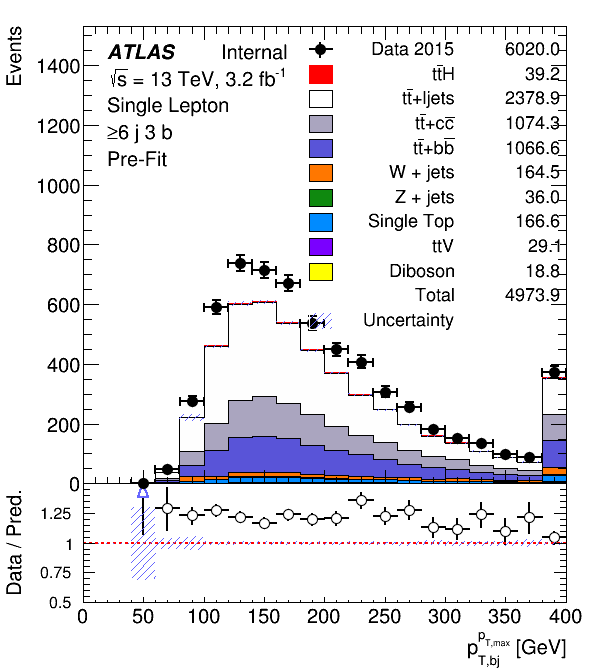 Events
1400
1200
1000
800
600
400
200
0
ATLAS Internal
√s = 13 TeV, 3.2 fb⁻¹
Single Lepton
≥6 j 3 b
Pre-Fit
Data 2015 6020.0
tt̄H 39.2
tt̄+ljets 2378.9
tt̄+cc̄ 1074.3
tt̄+bb̄ 1066.6
W + jets 164.5
Z + jets 36.0
Single Top 166.6
ttV 29.1
Diboson 18.8
Total 4973.9
Uncertainty
Data / Pred.
1.25
1
0.75
0.5
0 50 100 150 200 250 300 350 400
p_{T,bj}^{p_{T,max}} [GeV]